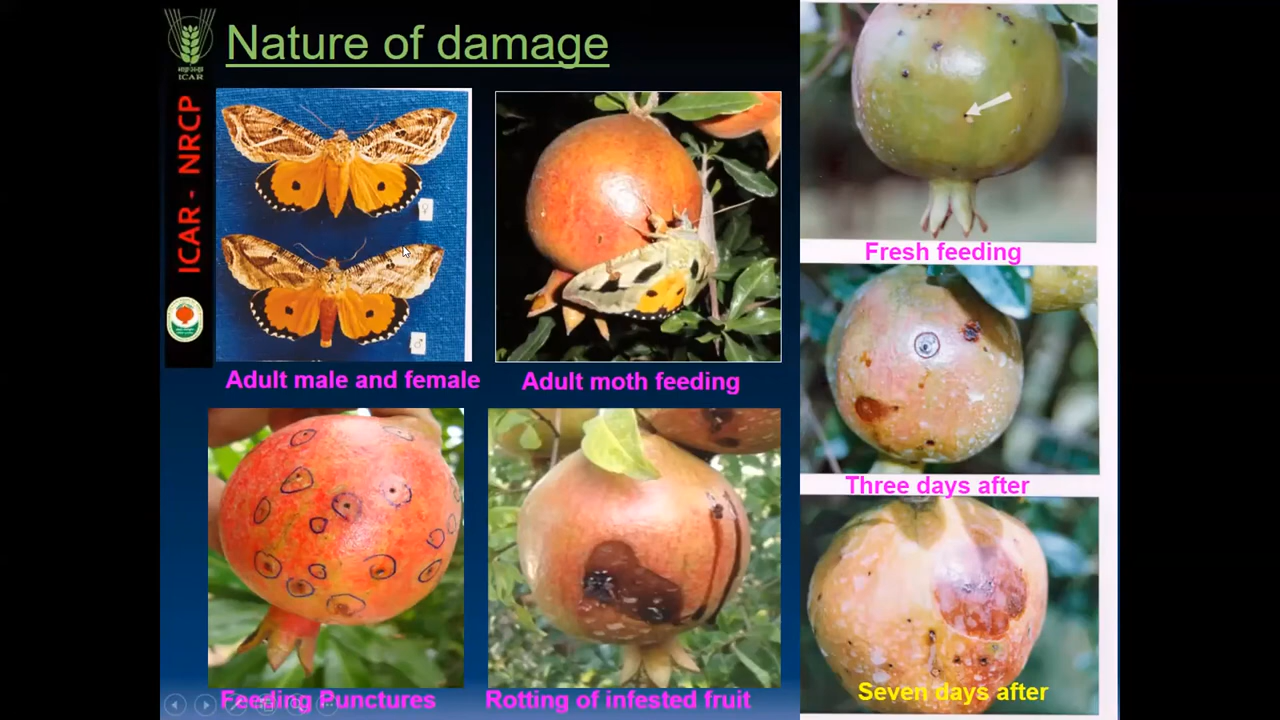 Nature of damage
ICAR
ICAR - NRCP
♀
♂
Adult male and female
Adult moth feeding
Fresh feeding
Three days after
Feeding Punctures
Rotting of infested fruit
Seven days after